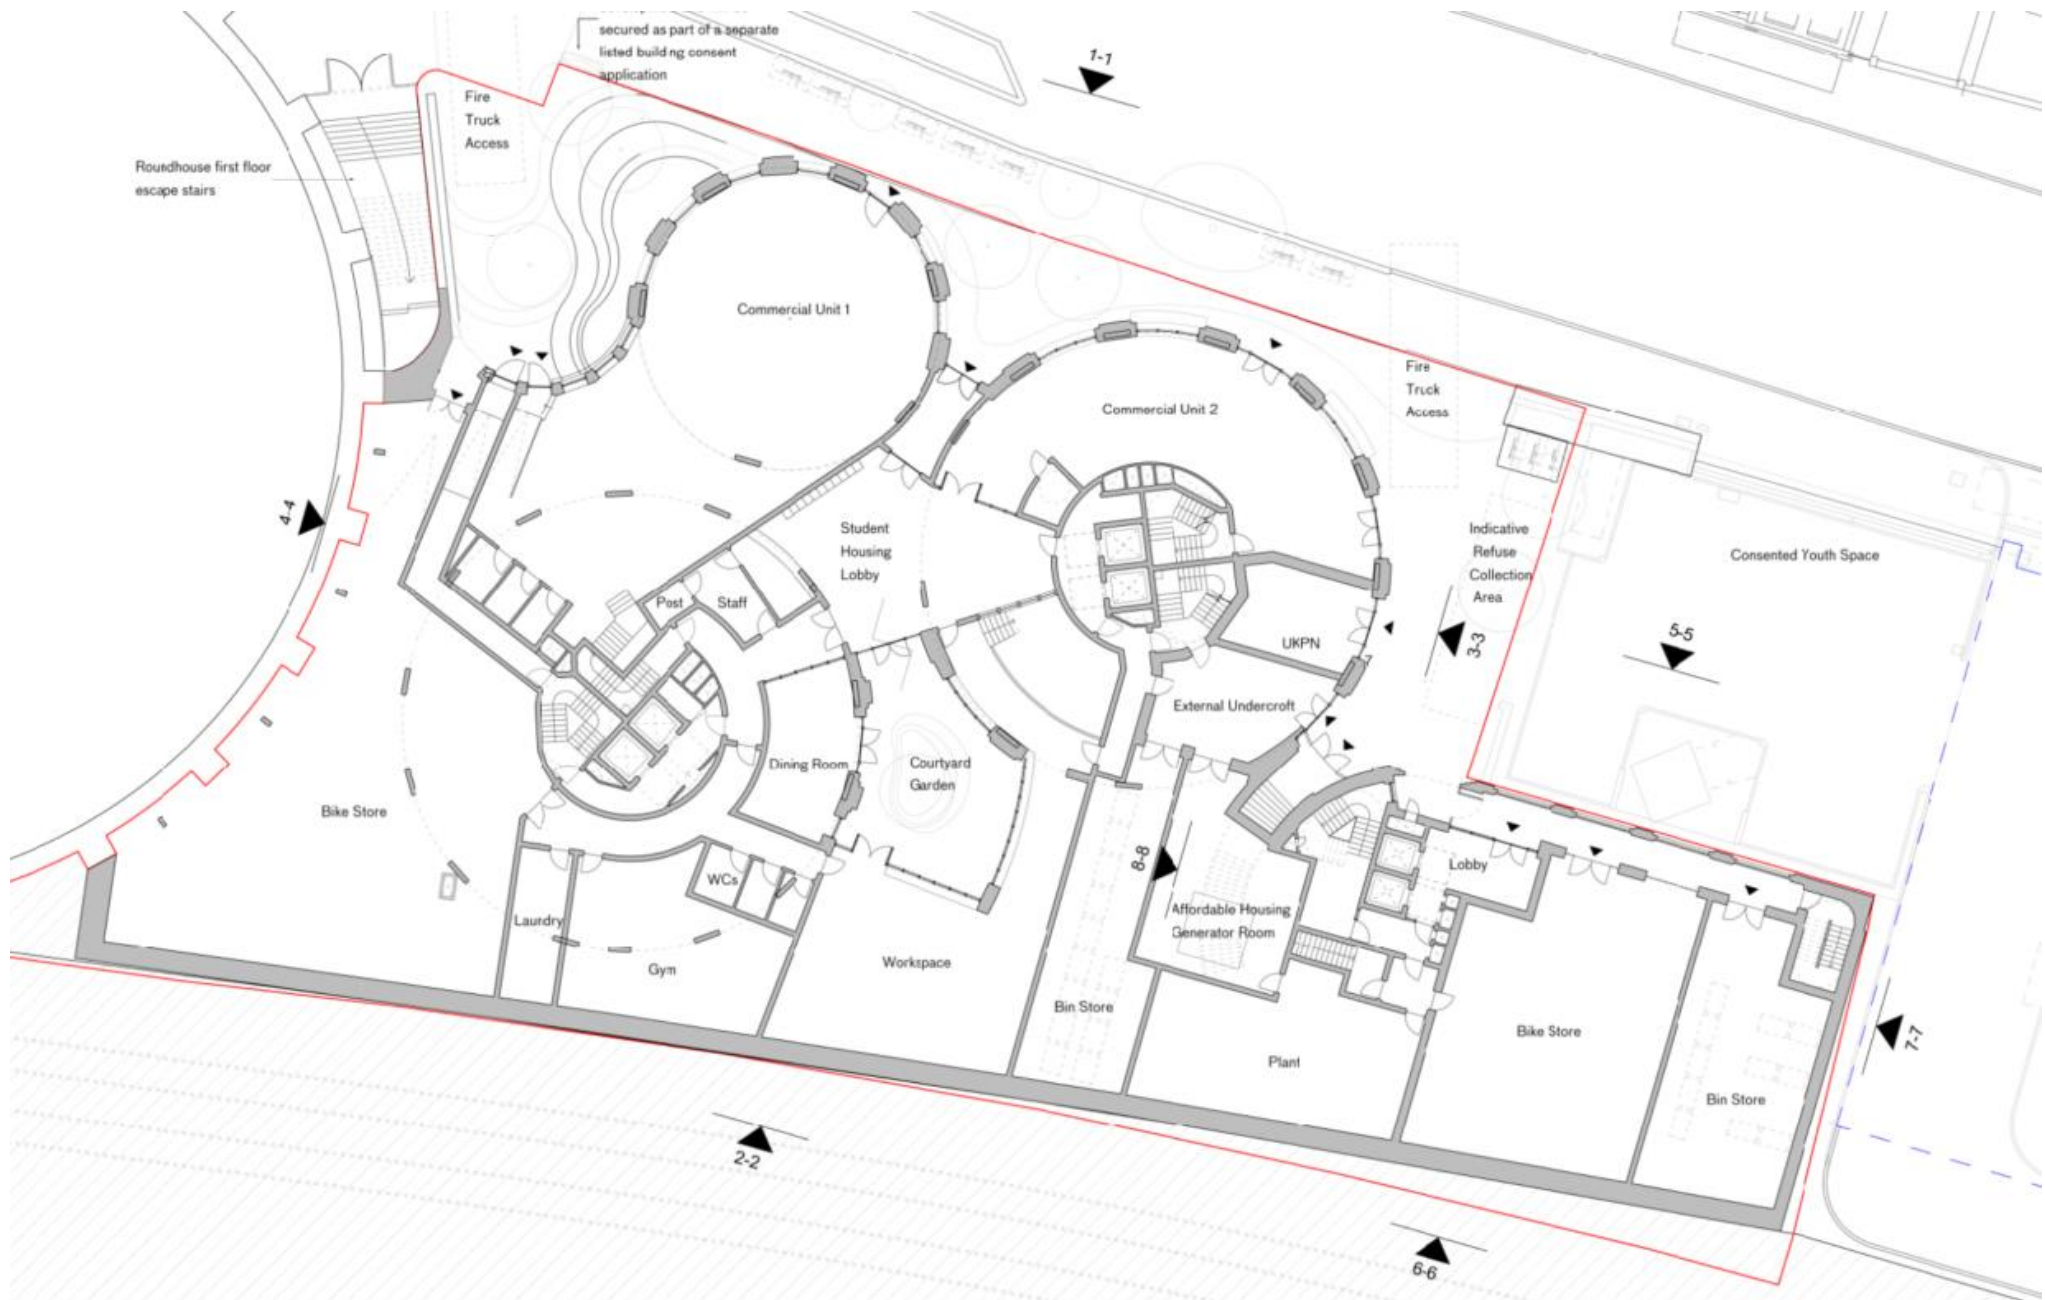 secured as part of a separate
listed building consent
application
1-1
Fire
Truck
Access
Roundhouse first floor
escape stairs
Commercial Unit 1
Commercial Unit 2
Fire
Truck
Access
4-4
Student
Housing
Lobby
Indicative
Refuse
Collection
Area
Consented Youth Space
Post
Staff
UKPN
3-3
5-5
External Undercroft
Dining Room
Courtyard
Garden
Bike Store
8-8
Lobby
WCs
Laundry
Affordable Housing
Generator Room
Gym
Workspace
Bin Store
Plant
Bike Store
7-7
Bin Store
2-2
6-6